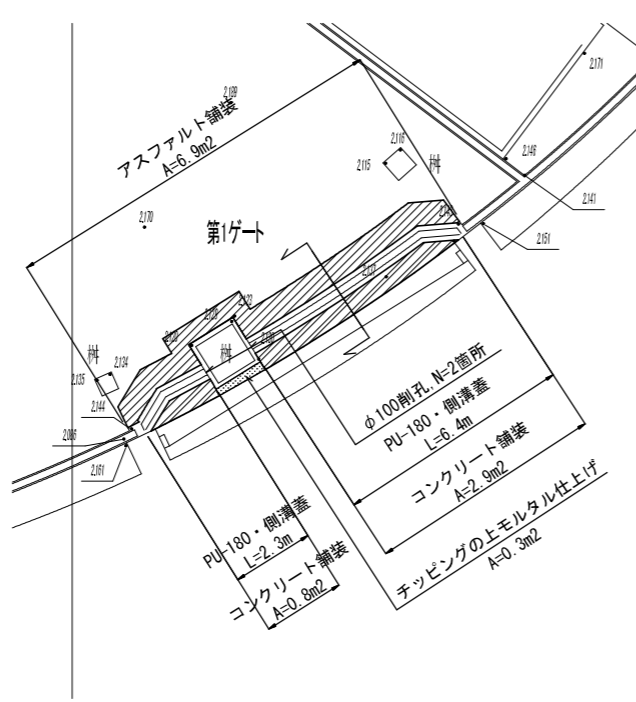 2.171
2.189
アスファルト舗装
A=6.9m2
2.116
2.115
桝
2.146
2.141
2.151
2.170
第1ゲート
2.137
桝
2.134
2.135
桝
2.144
2.161
φ100削孔,N=2箇所
PU-180・側溝蓋
L=6.4m
コンクリート舗装
A=2.9m2
チッピングの上モルタル仕上げ
A=0.3m2
PU-180・側溝蓋
L=2.3m
コンクリート舗装
A=0.8m2